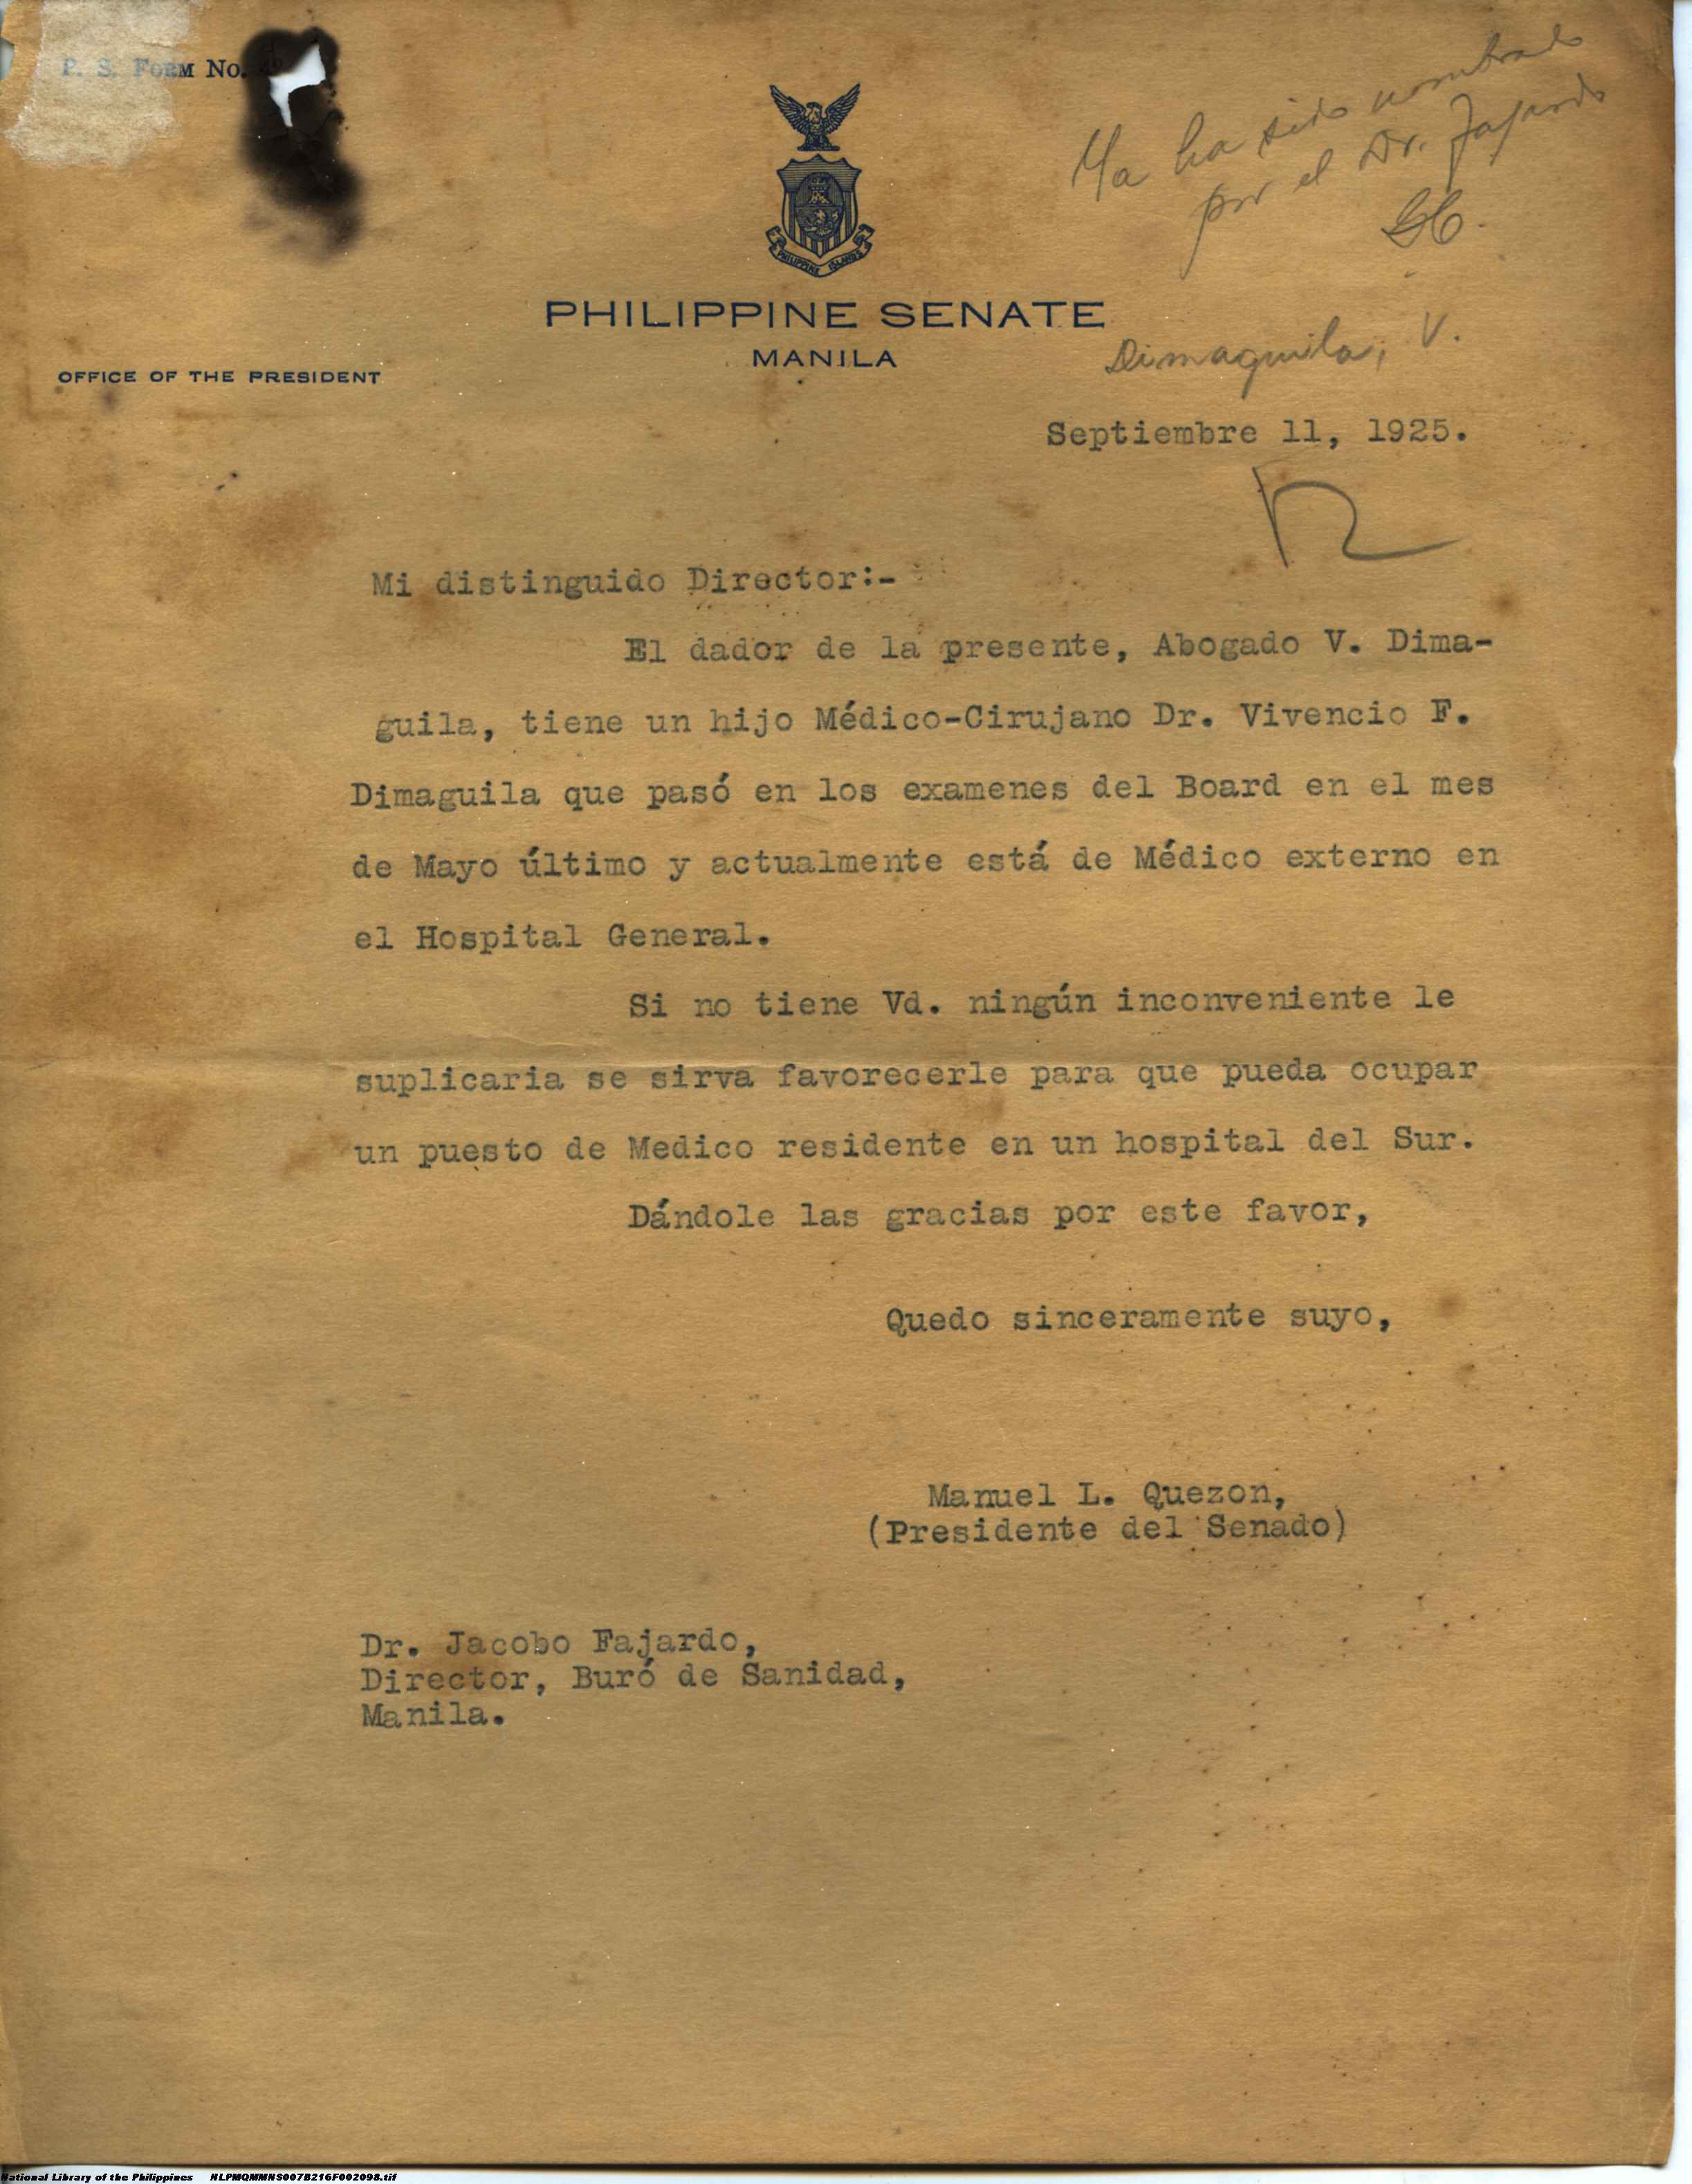 P. S. FORM No.
Ya ha sido nombrado
por el Dr. Fajardo
PHILIPPINE ISLANDS
PHILIPPINE SENATE
MANILA
Dimaguila, V.
OFFICE OF THE PRESIDENT
Septiembre 11, 1925.
Mi distinguido Director:-
El dador de la presente, Abogado V. Dima-
guila, tiene un hijo Médico-Cirujano Dr. Vivencio F.
Dimaguila que pasó en los examenes del Board en el mes
de Mayo último y actualmente está de Médico externo en
el Hospital General.
Si no tiene Vd. ningún inconveniente le
suplicaria se sirva favorecerle para que pueda ocupar
un puesto de Medico residente en un hospital del Sur.
Dándole las gracias por este favor,
Quedo sinceramente suyo,
Manuel L. Quezon,
(Presidente del Senado)
Dr. Jacobo Fajardo,
Director, Buró de Sanidad,
Manila.
National Library of the Philippines NLPMQMMNS007B216F002098.tif